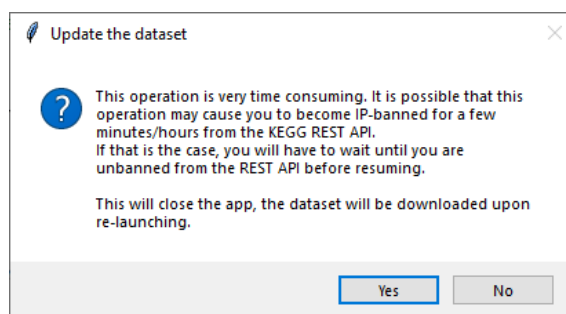 Update the dataset
This operation is very time consuming. It is possible that this
operation may cause you to become IP-banned for a few
minutes/hours from the KEGG REST API.
If that is the case, you will have to wait until you are
unbanned from the REST API before resuming.
This will close the app, the dataset will be downloaded upon
re-launching.
Yes
No